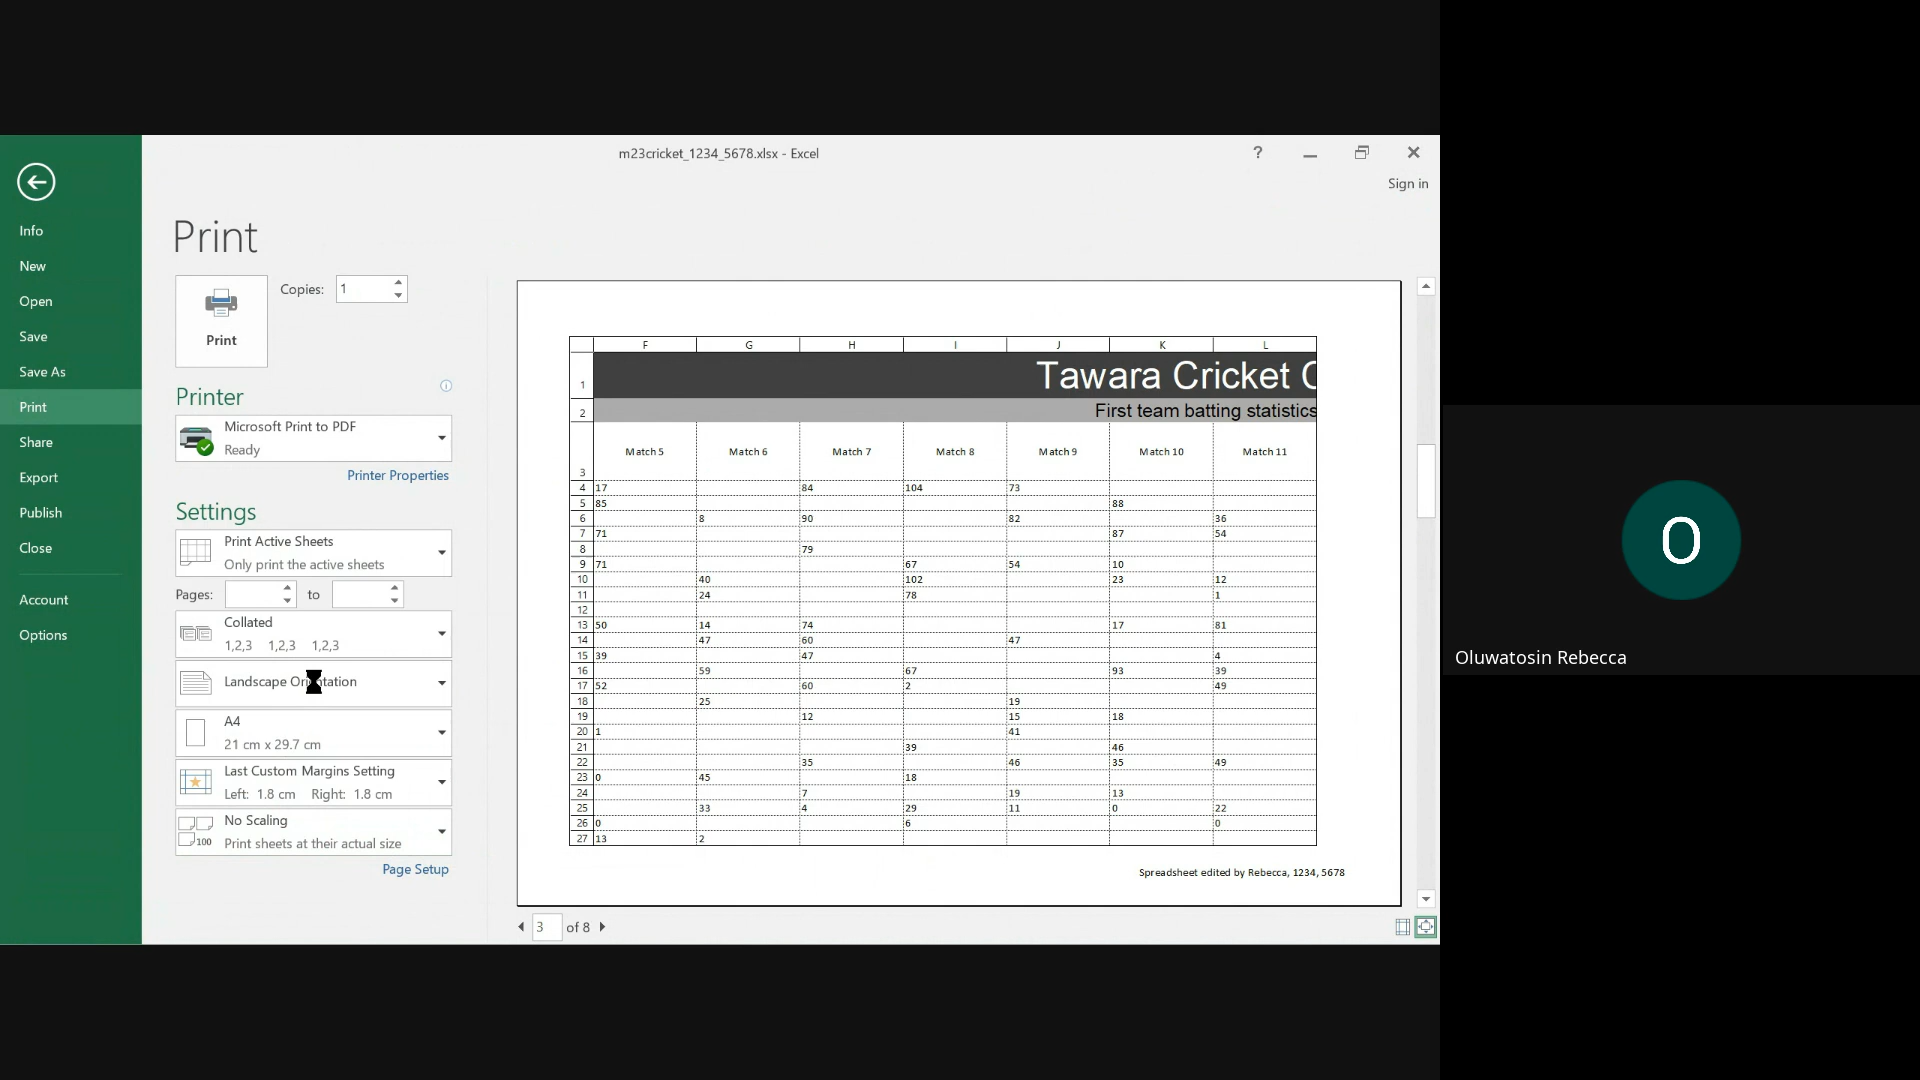 m23cricket_1234_5678.xlsx - Excel
?
Sign in
Info
New
Open
Save
Save As
Print
Share
Export
Publish
Close
Account
Options
Print
Print
Copies: 1
Printer
Microsoft Print to PDF
Ready
Printer Properties
Settings
Print Active Sheets
Only print the active sheets
Pages: to
Collated
1,2,3 1,2,3 1,2,3
Landscape Or tation
A4
21 cm x 29.7 cm
Last Custom Margins Setting
Left: 1.8 cm Right: 1.8 cm
No Scaling
100 Print sheets at their actual size
Page Setup
F G H I J K L
1 Tawara Cricket C
2 First team batting statistics
3 Match 5 Match 6 Match 7 Match 8 Match 9 Match 10 Match 11
4 17 84 104 73
5 85 88
6 8 90 82 36
7 71 87 54
8 79
9 71 67 54 10
10 40 102 23 12
11 24 78 1
12
13 50 14 74 17 81
14 47 60 47
15 39 47 4
16 59 67 93 39
17 52 60 2 49
18 25 19
19 12 15 18
20 1 41
21 39 46
22 35 46 35 49
23 0 45 18
24 7 19 13
25 33 4 29 11 0 22
26 0 6 0
27 13 2
Spreadsheet edited by Rebecca, 1234, 5678
3 of 8
O
Oluwatosin Rebecca